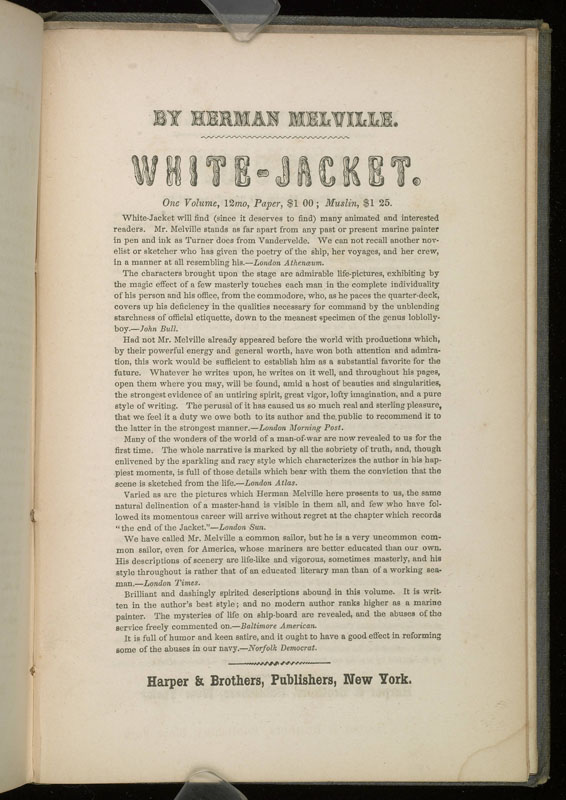 BY HERMAN MELVILLE.
WHITE-JACKET.
One Volume, 12mo, Paper, $1 00; Muslin, $1 25.
White-Jacket will find (since it deserves to find) many animated and interested
readers. Mr. Melville stands as far apart from any past or present marine painter
in pen and ink as Turner does from Vandervelde. We can not recall another nov-
elist or sketcher who has given the poetry of the ship, her voyages, and her crew,
in a manner at all resembling his.—London Athenæum.
The characters brought upon the stage are admirable life-pictures, exhibiting by
the magic effect of a few masterly touches each man in the complete individuality
of his person and his office, from the commodore, who, as he paces the quarter-deck,
covers up his deficiency in the qualities necessary for command by the unblending
starchness of official etiquette, down to the meanest specimen of the genus loblolly-
boy.—John Bull.
Had not Mr. Melville already appeared before the world with productions which,
by their powerful energy and general worth, have won both attention and admira-
tion, this work would be sufficient to establish him as a substantial favorite for the
future. Whatever he writes upon, he writes on it well, and throughout his pages,
open them where you may, will be found, amid a host of beauties and singularities,
the strongest evidence of an untiring spirit, great vigor, lofty imagination, and a pure
style of writing. The perusal of it has caused us so much real and sterling pleasure,
that we feel it a duty we owe both to its author and the public to recommend it to
the latter in the strongest manner.—London Morning Post.
Many of the wonders of the world of a man-of-war are now revealed to us for the
first time. The whole narrative is marked by all the sobriety of truth, and, though
enlivened by the sparkling and racy style which characterizes the author in his hap-
piest moments, is full of those details which bear with them the conviction that the
scene is sketched from the life.—London Atlas.
Varied as are the pictures which Herman Melville here presents to us, the same
natural delineation of a master-hand is visible in them all, and few who have fol-
lowed its momentous career will arrive without regret at the chapter which records
"the end of the Jacket."—London Sun.
We have called Mr. Melville a common sailor, but he is a very uncommon com-
mon sailor, even for America, whose mariners are better educated than our own.
His descriptions of scenery are life-like and vigorous, sometimes masterly, and his
style throughout is rather that of an educated literary man than of a working sea-
man.—London Times.
Brilliant and dashingly spirited descriptions abound in this volume. It is writ-
ten in the author's best style; and no modern author ranks higher as a marine
painter. The mysteries of life on ship-board are revealed, and the abuses of the
service freely commented on.—Baltimore American.
It is full of humor and keen satire, and it ought to have a good effect in reforming
some of the abuses in our navy.—Norfolk Democrat.
Harper & Brothers, Publishers, New York.